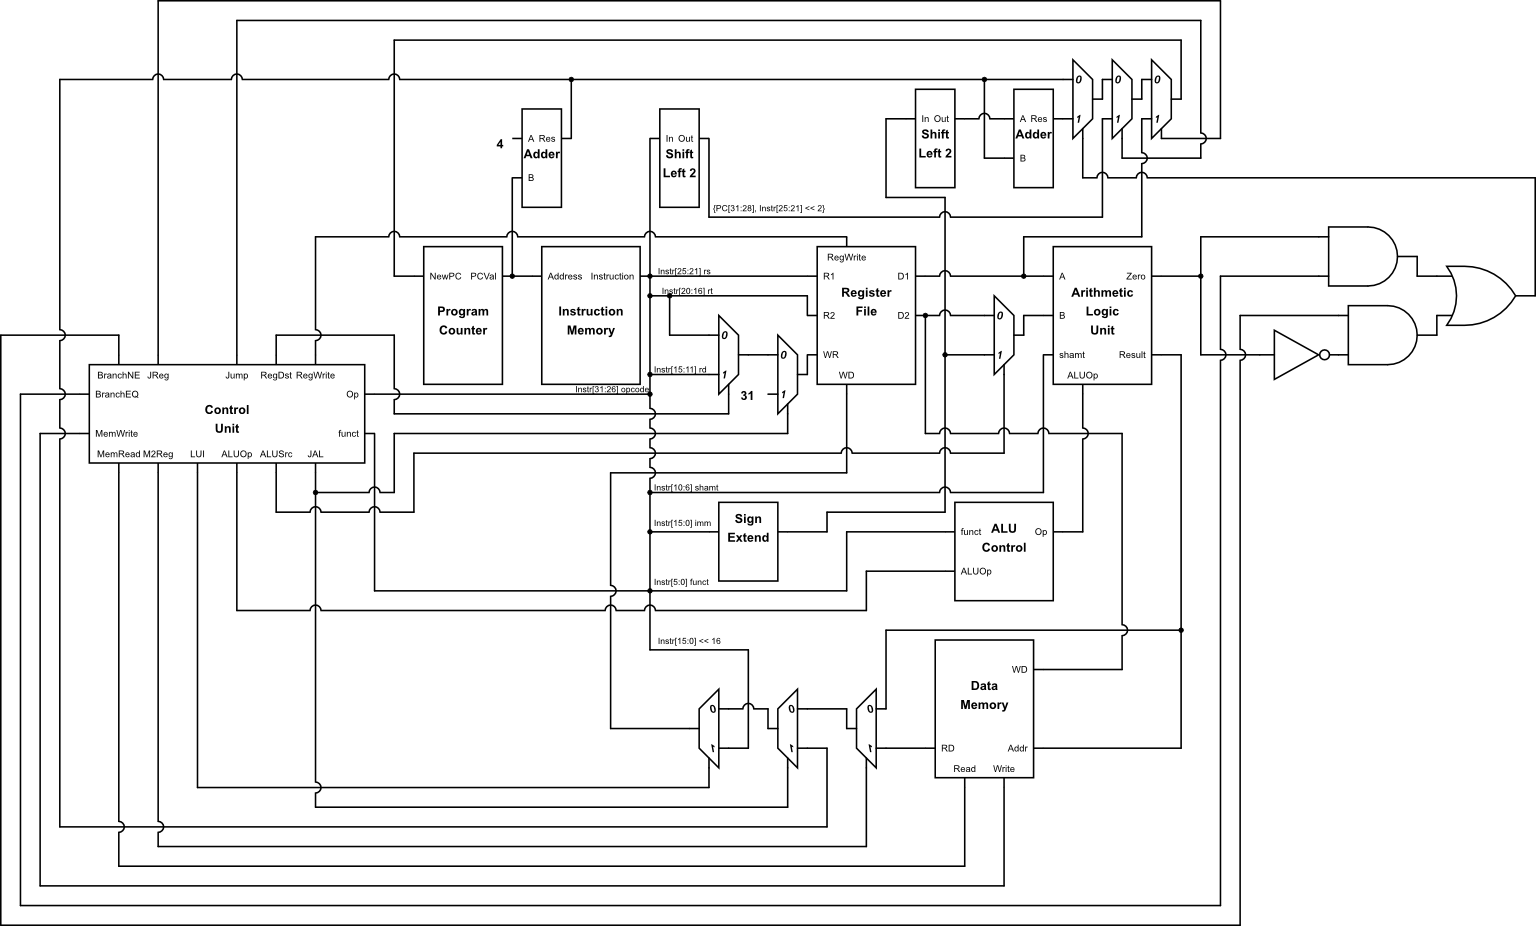 0 0 0
In Out
A Res
Shift
Left 2
1 1 1
B
Adder
4
A Res
Adder
B
In Out
Shift
Left 2
{PC[31:28], Instr[25:21] << 2}
NewPC PCVal
Program
Counter
Address Instruction
Instruction
Memory
Instr[25:21] rs
Instr[20:16] rt
Instr[15:11] rd
Instr[31:26] opcode
0
1
0
1
31
RegWrite
R1 D1
Register
File
R2 D2
WR
WD
0
1
A Zero
Arithmetic
Logic
Unit
B
shamt Result
ALUOp
BranchNE JReg Jump RegDst RegWrite
BranchEQ Op
Control
Unit
MemWrite funct
MemRead M2Reg LUI ALUOp ALUSrc JAL
Instr[10:6] shamt
Instr[15:0] imm
Sign
Extend
funct Op
ALU
Control
ALUOp
Instr[5:0] funct
Instr[15:0] << 16
0 0 0
1 1 1
WD
Data
Memory
RD Addr
Read Write